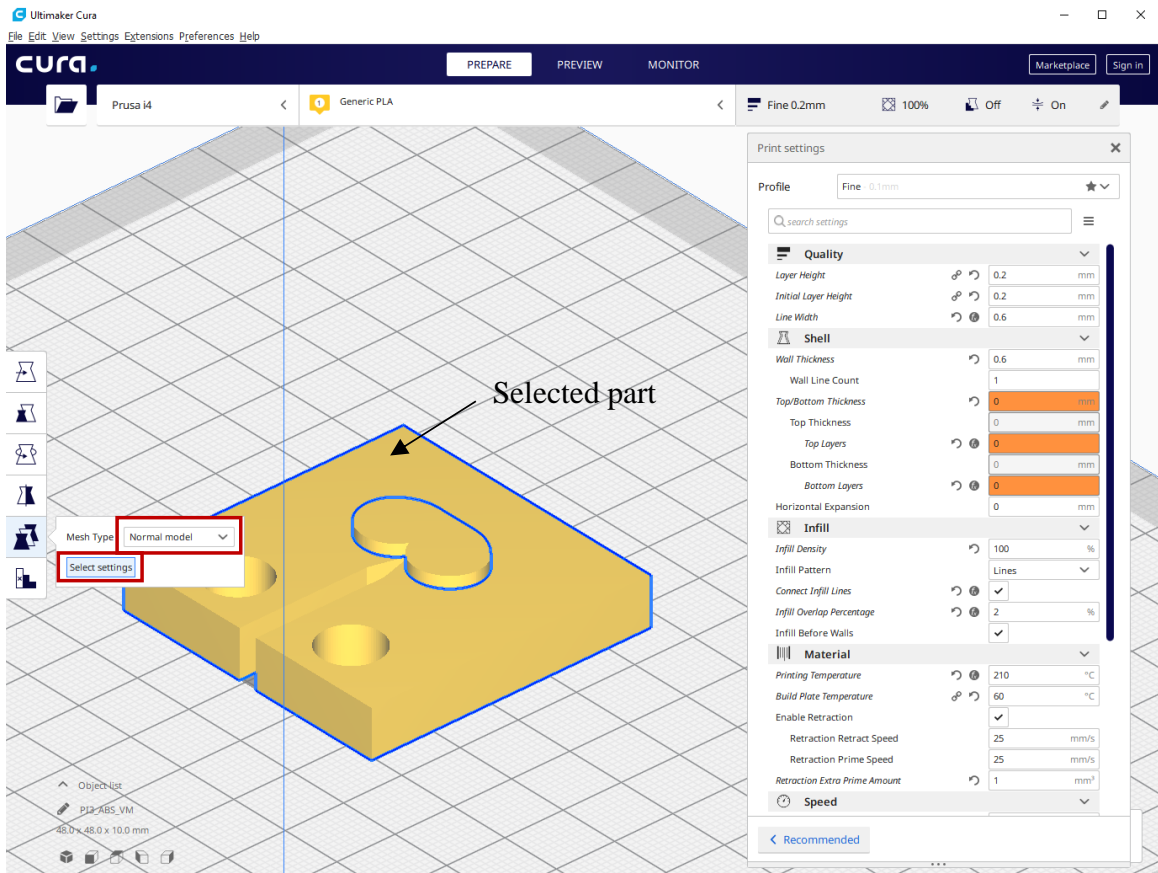 Ultimaker Cura
File Edit View Settings Extensions Preferences Help
cura.
PREPARE PREVIEW MONITOR
Marketplace Sign in
Prusa i4
1 Generic PLA
Fine 0.2mm 100% Off On
Print settings
Profile Fine - 0.1mm
search settings
Quality
Layer Height 0.2 mm
Initial Layer Height 0.2 mm
Line Width 0.6 mm
Shell
Wall Thickness 0.6 mm
Wall Line Count 1
Top/Bottom Thickness 0 mm
Top Thickness 0 mm
Top Layers 0
Bottom Thickness 0 mm
Bottom Layers 0
Horizontal Expansion 0 mm
Infill
Infill Density 100 %
Infill Pattern Lines
Connect Infill Lines
Infill Overlap Percentage 2 %
Infill Before Walls
Material
Printing Temperature 210 °C
Build Plate Temperature 60 °C
Enable Retraction
Retraction Retract Speed 25 mm/s
Retraction Prime Speed 25 mm/s
Retraction Extra Prime Amount 1 mm³
Speed
Recommended
Selected part
Mesh Type Normal model
Select settings
Object list
PI3_ABS_VM
48.0 x 48.0 x 10.0 mm